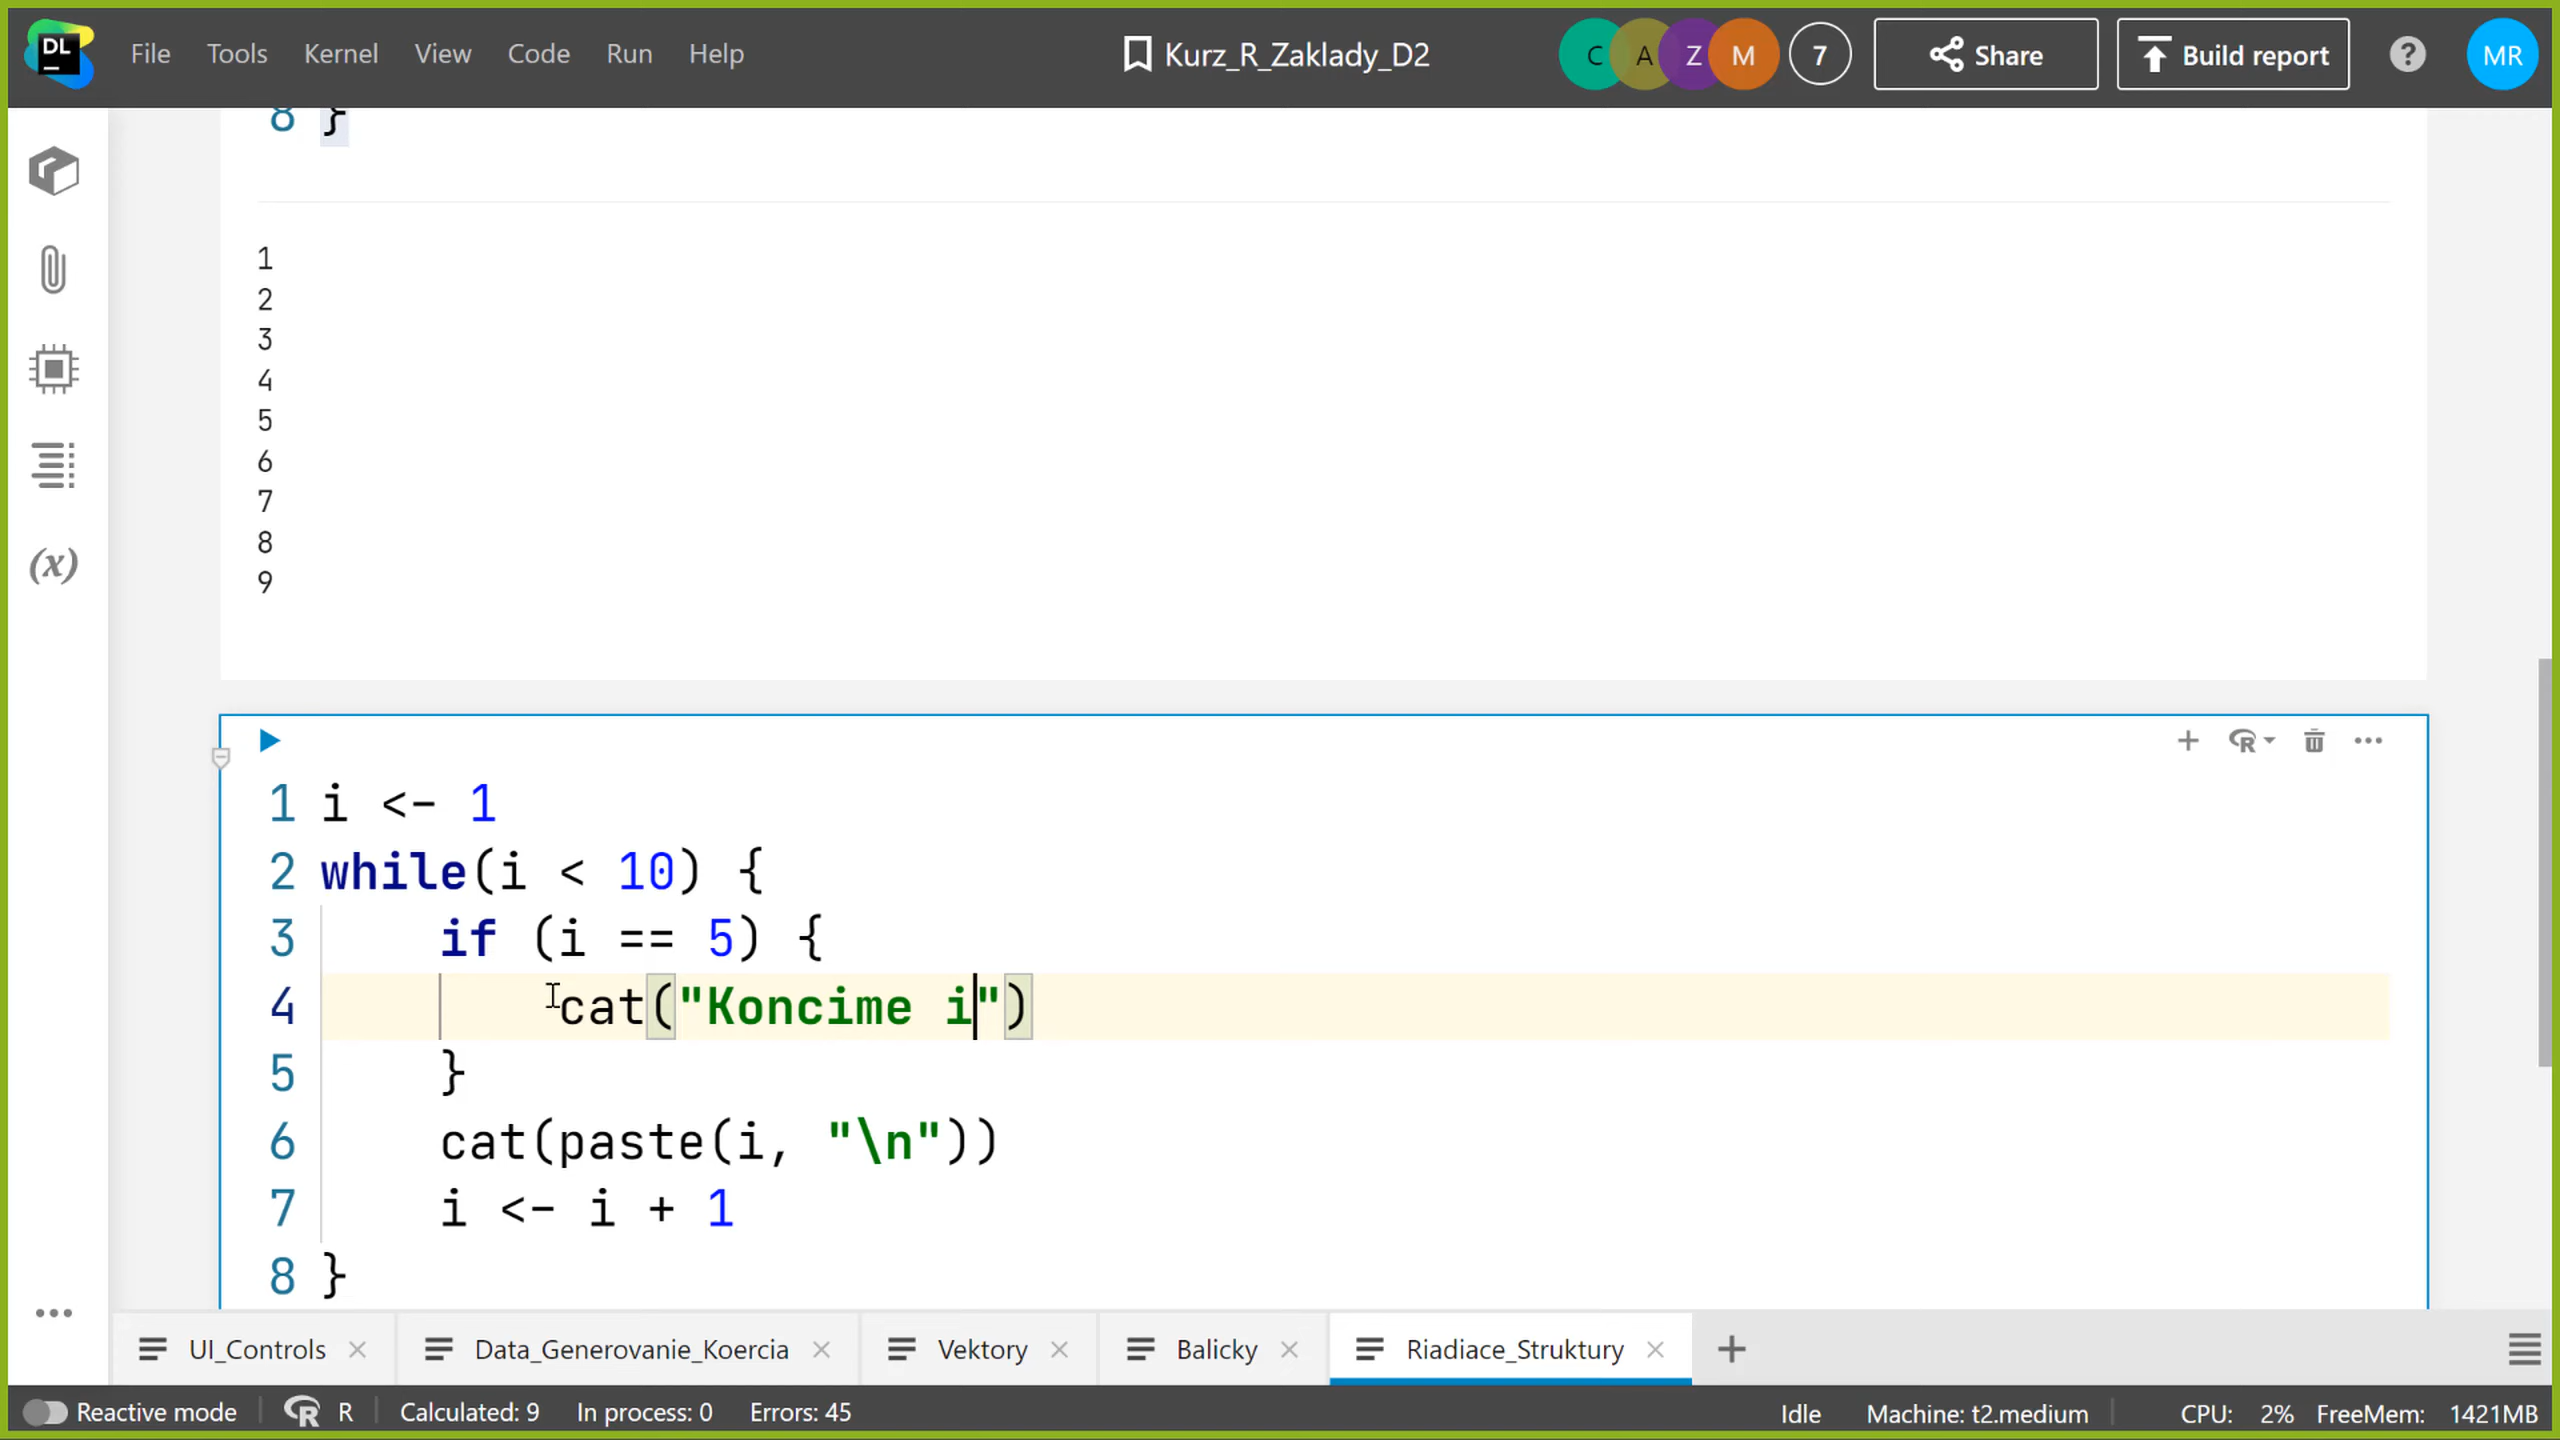 DL
File Tools Kernel View Code Run Help
Kurz_R_Zaklady_D2
C A Z M 7
Share
Build report
?
MR
8 }
1
2
3
4
5
6
7
8
9
(x)
R
1 i <- 1
2 while(i < 10) {
3 if (i == 5) {
4 cat("Koncime i")
5 }
6 cat(paste(i, "\n"))
7 i <- i + 1
8 }
UI_Controls
Data_Generovanie_Koercia
Vektory
Balicky
Riadiace_Struktury
Reactive mode R R Calculated: 9 In process: 0 Errors: 45 Idle Machine: t2.medium CPU: 2% FreeMem: 1421MB